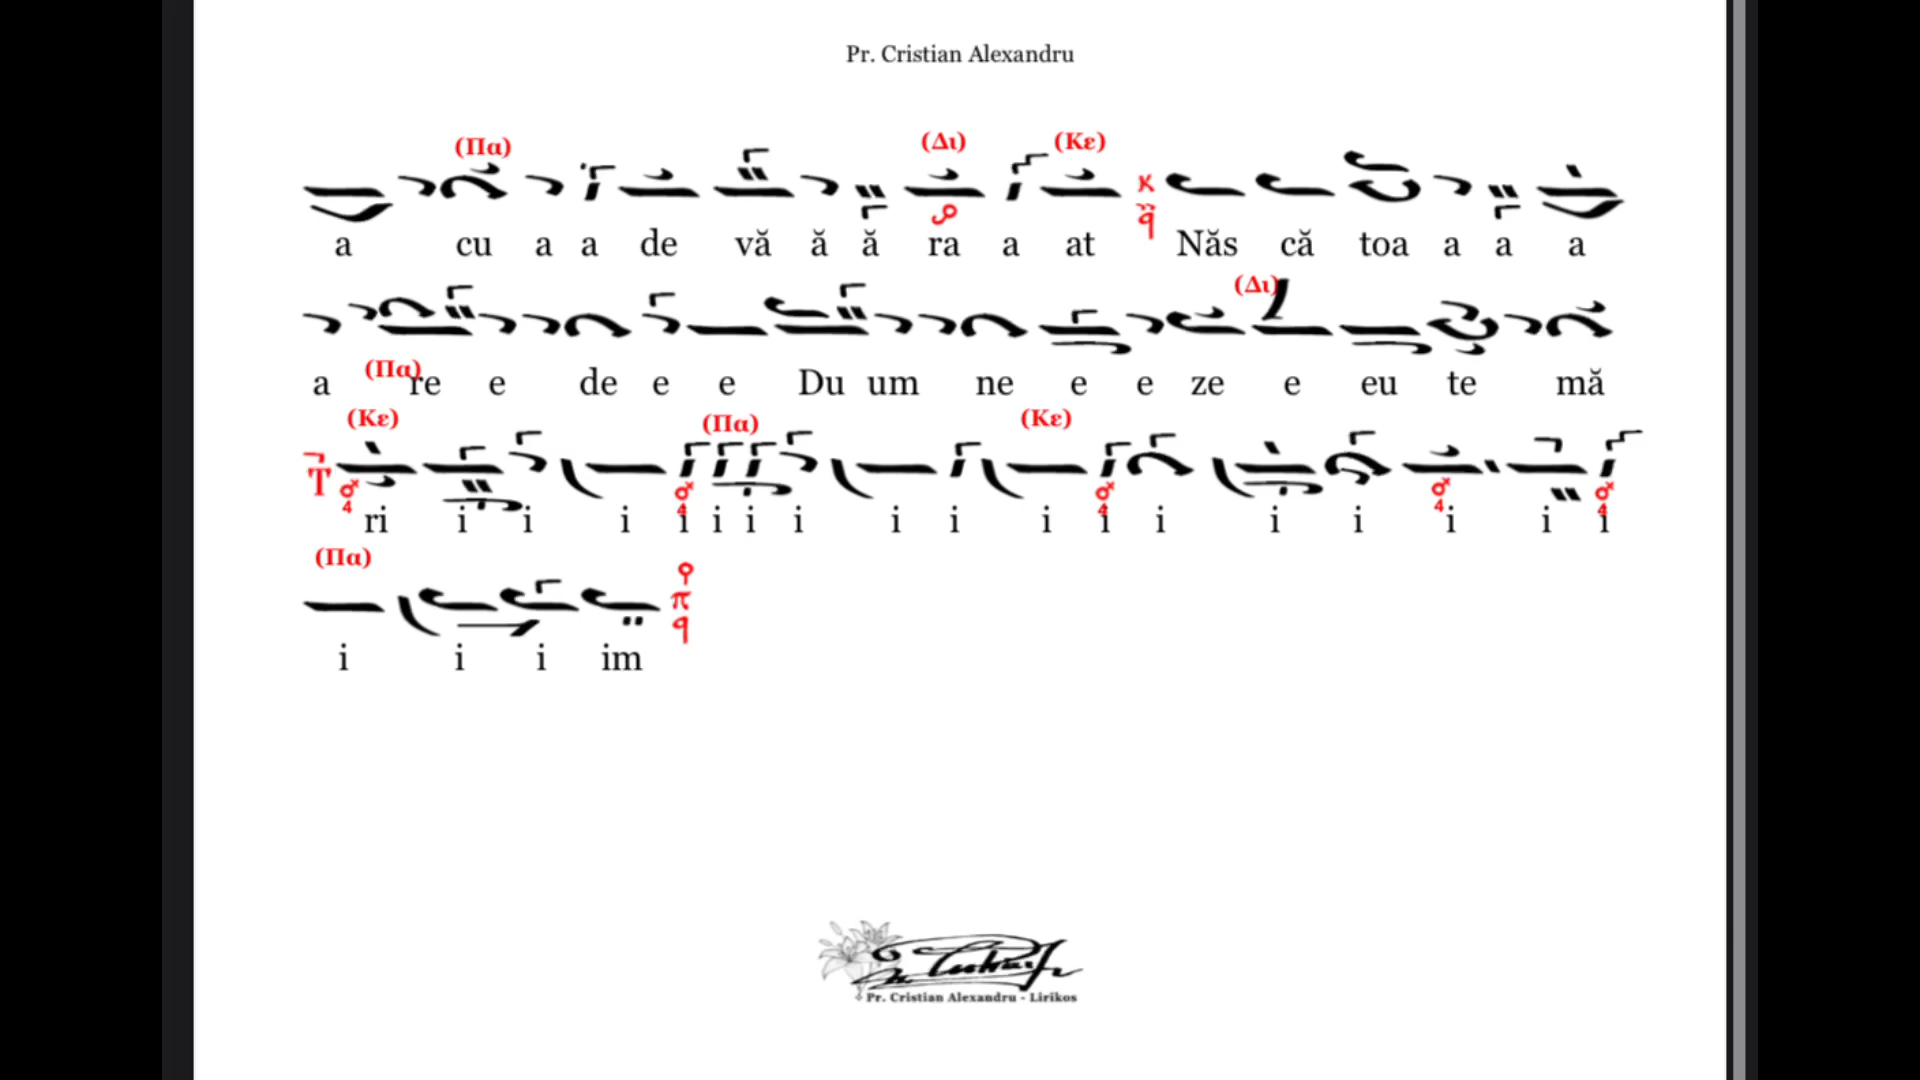 Pr. Cristian Alexandru
(Πα) (Δι) (Κε)
a cu a a de vă ă ă ra a at Năs că toa a a a
(Δι)
(Πα)
a re e de e e Du um ne e e ze e eu te mă
(Κε) (Πα) (Κε)
ri i i i i i i i i i i i i i i i i i
(Πα)
i i i im
Pr. Cristian Alexandru - Lirikos